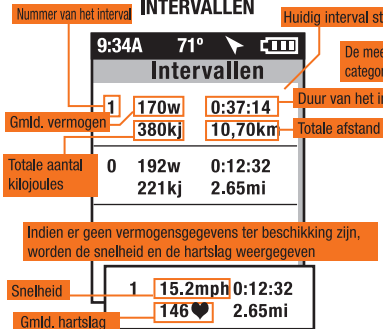 INTERVALLEN
Nummer van het interval
Huidig interval st
9:34A 71º
De mee
categor
Intervallen
1 170w 0:37:14
Duur van het in
Gmld. vermogen
380kj 10,70km
Totale afstand
Totale aantal
kilojoules
0 192w 0:12:32
221kj 2.65mi
Indien er geen vermogensgegevens ter beschikking zijn,
worden de snelheid en de hartslag weergegeven
Snelheid
1 15.2mph 0:12:32
146 2.65mi
Gmld. hartslag